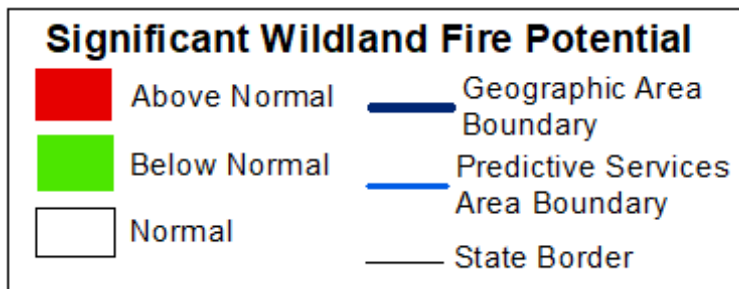 Significant Wildland Fire Potential
Above Normal
Below Normal
Normal
Geographic Area
Boundary
Predictive Services
Area Boundary
State Border